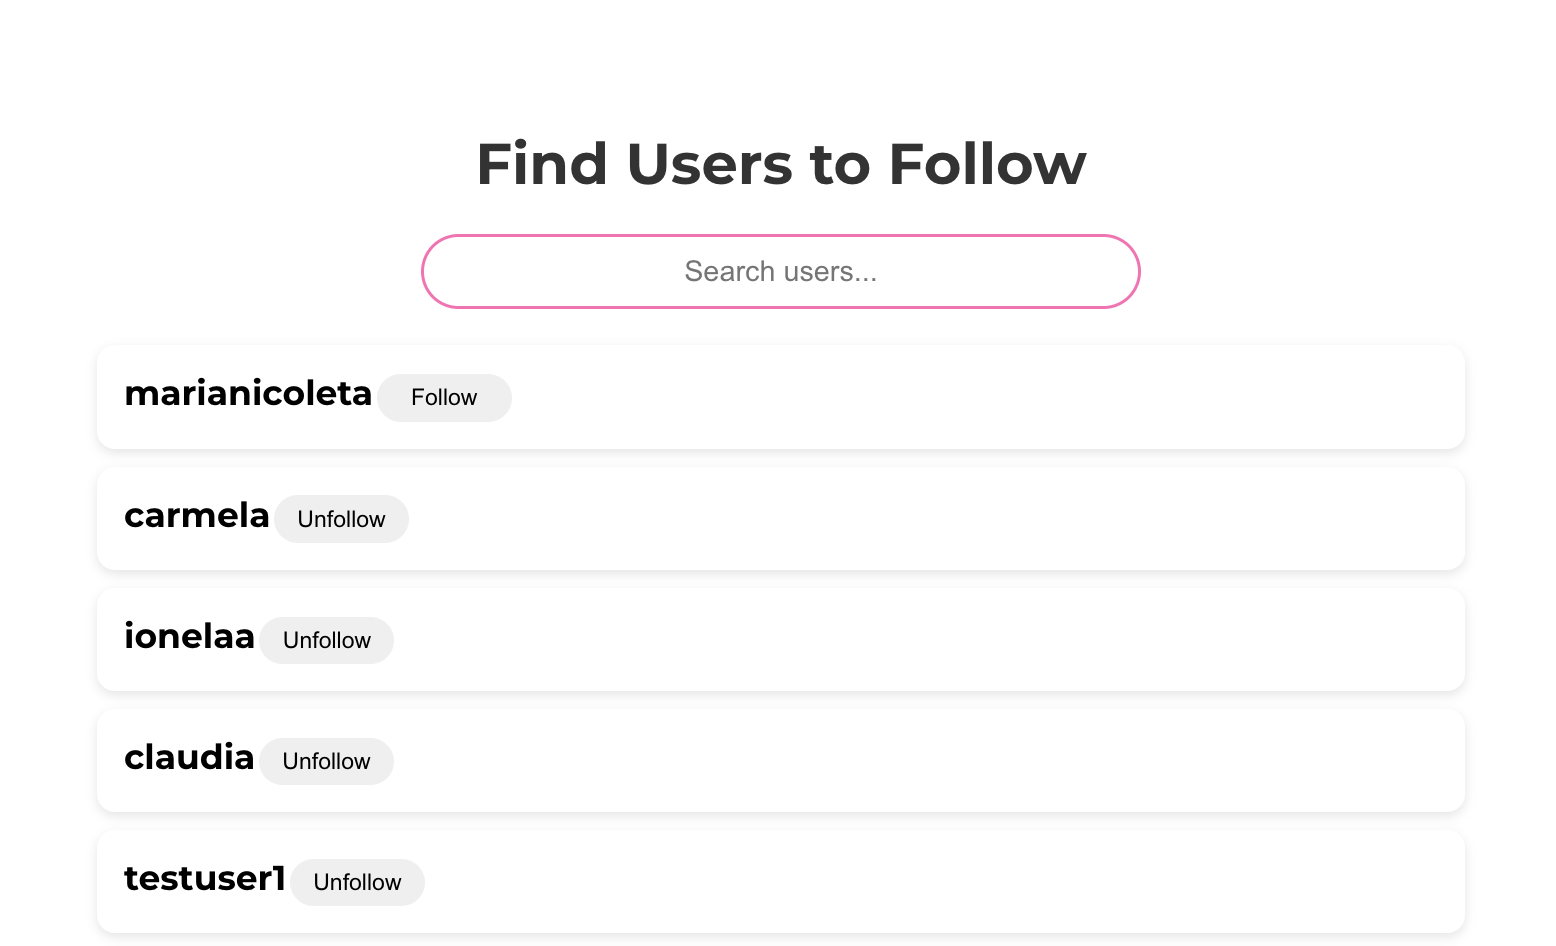 Find Users to Follow
Search users...
marianicoleta Follow
carmela Unfollow
ionelaa Unfollow
claudia Unfollow
testuser1 Unfollow